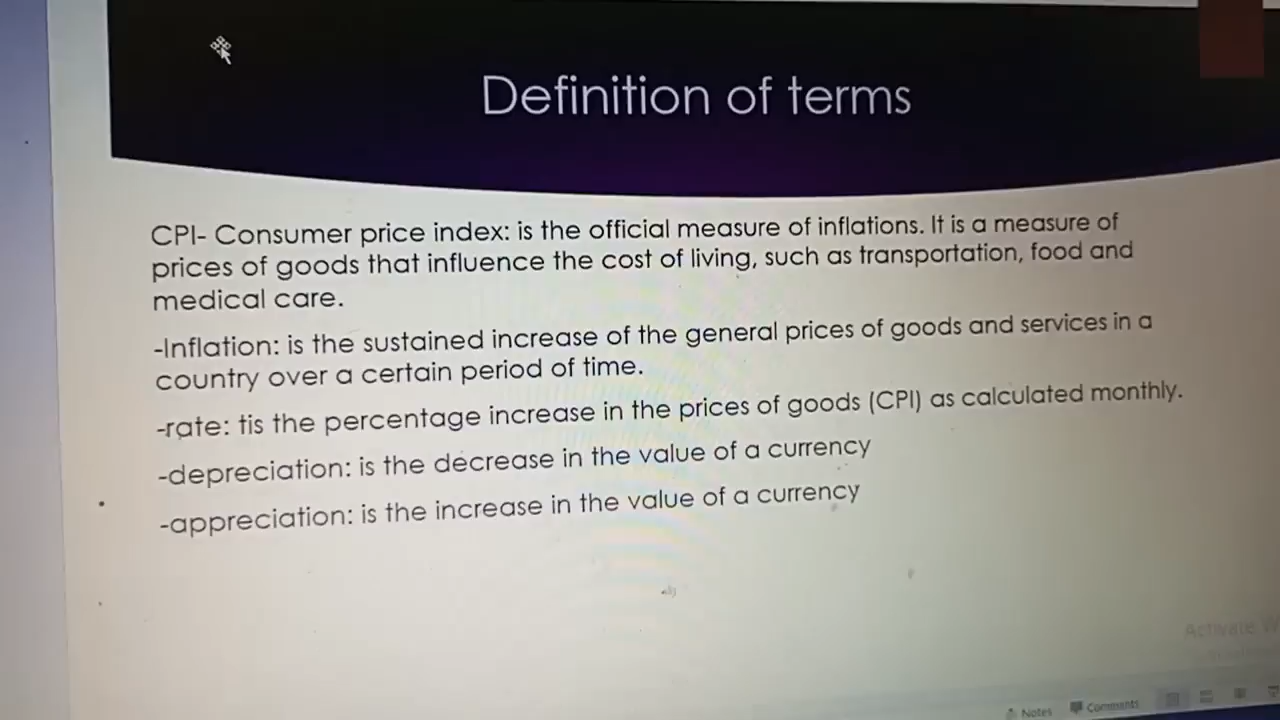 Definition of terms
CPI- Consumer price index: is the official measure of inflations. It is a measure of
prices of goods that influence the cost of living, such as transportation, food and
medical care.
-Inflation: is the sustained increase of the general prices of goods and services in a
country over a certain period of time.
-rate: tis the percentage increase in the prices of goods (CPI) as calculated monthly.
-depreciation: is the decrease in the value of a currency
-appreciation: is the increase in the value of a currency
Activate
Notes Comments